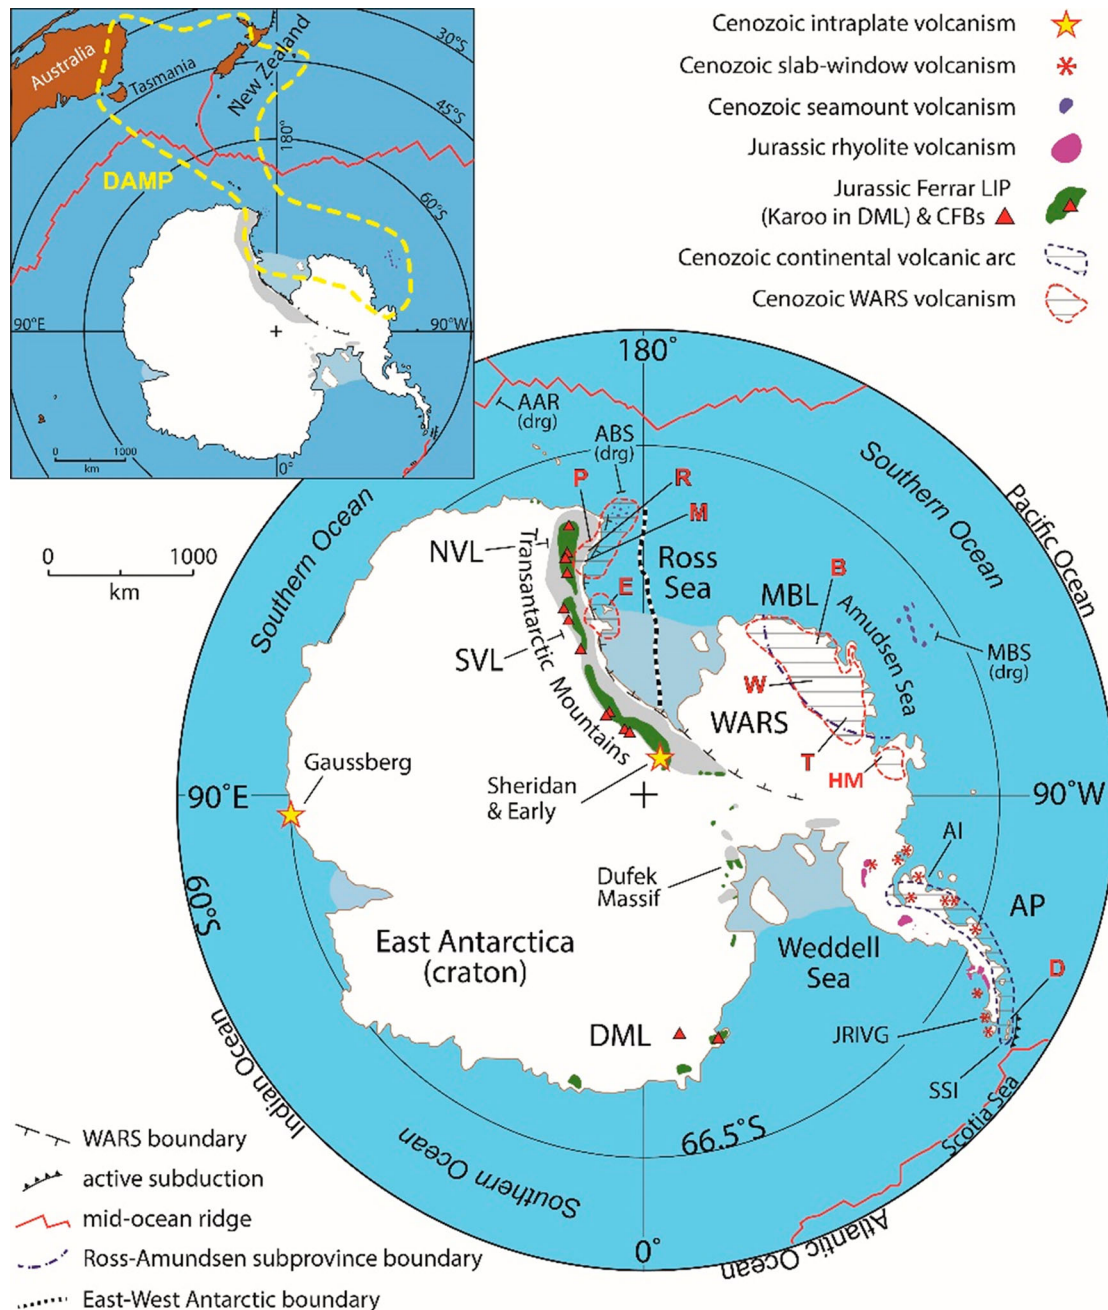 Australia
Tasmania
New Zealand
30°S
45°S
180°
60°S
DAMP
90°E
90°W
0 1000
km
0°
Cenozoic intraplate volcanism
Cenozoic slab-window volcanism
Cenozoic seamount volcanism
Jurassic rhyolite volcanism
Jurassic Ferrar LIP
(Karoo in DML) & CFBs
Cenozoic continental volcanic arc
Cenozoic WARS volcanism
180°
AAR
(drg)
ABS
(drg)
P
R
M
Southern Ocean
Southern Ocean
Pacific Ocean
0 1000
km
NVL
Transantarctic
Mountains
Ross
Sea
E
MBL
B
Amudsen Sea
MBS
(drg)
SVL
W
WARS
T
HM
Gaussberg
Sheridan
& Early
90°E
90°W
AI
Dufek
Massif
AP
60°S
East Antarctica
(craton)
Weddell
Sea
D
DML
JRIVG
SSI
Indian Ocean
Scotia Sea
66.5°S
Southern Ocean
Atlantic Ocean
0°
WARS boundary
active subduction
mid-ocean ridge
Ross-Amundsen subprovince boundary
East-West Antarctic boundary